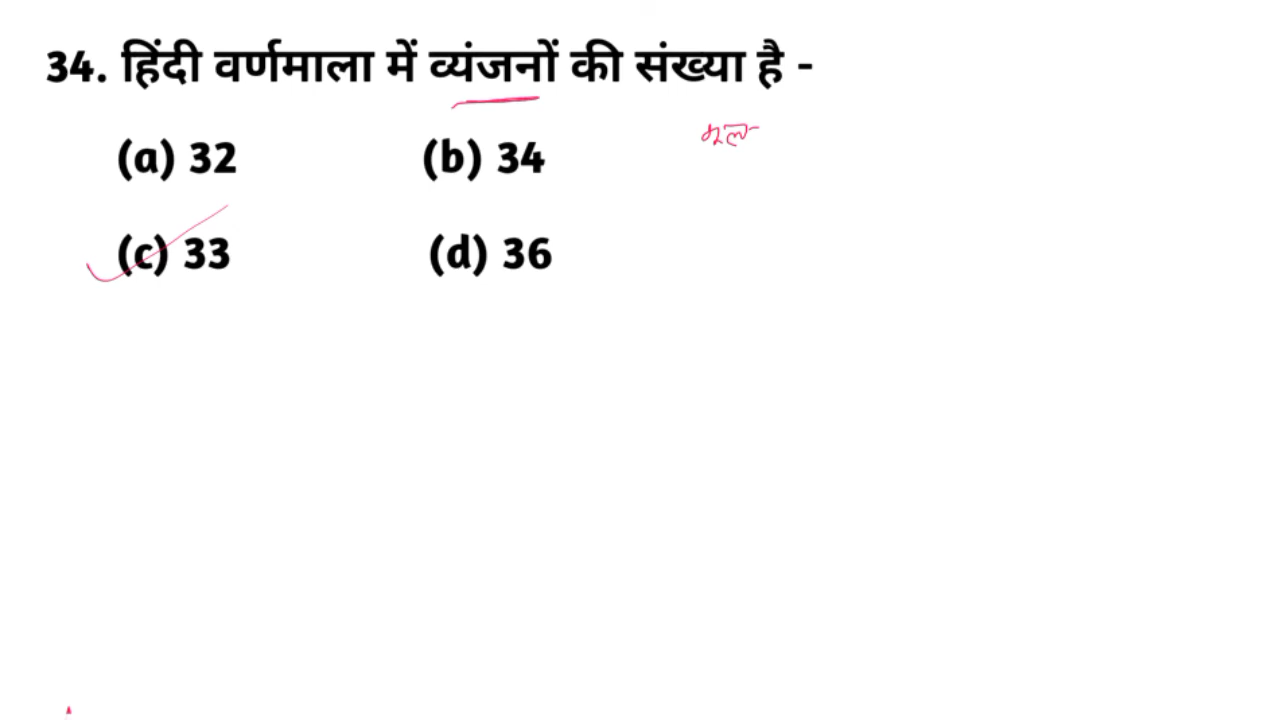 34. हिंदी वर्णमाला में व्यंजनों की संख्या है -
मूल
(a) 32 (b) 34
(c) 33 (d) 36